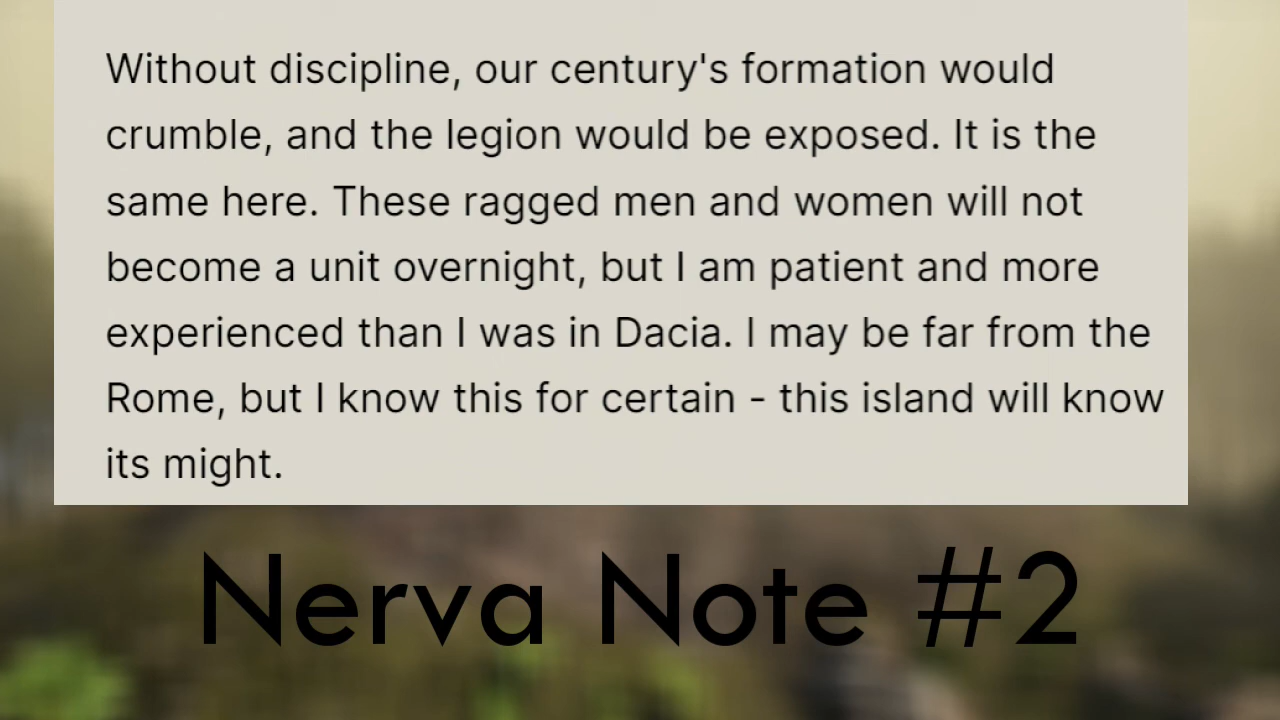 Without discipline, our century's formation would
crumble, and the legion would be exposed. It is the
same here. These ragged men and women will not
become a unit overnight, but I am patient and more
experienced than I was in Dacia. I may be far from the
Rome, but I know this for certain - this island will know
its might.
Nerva Note #2